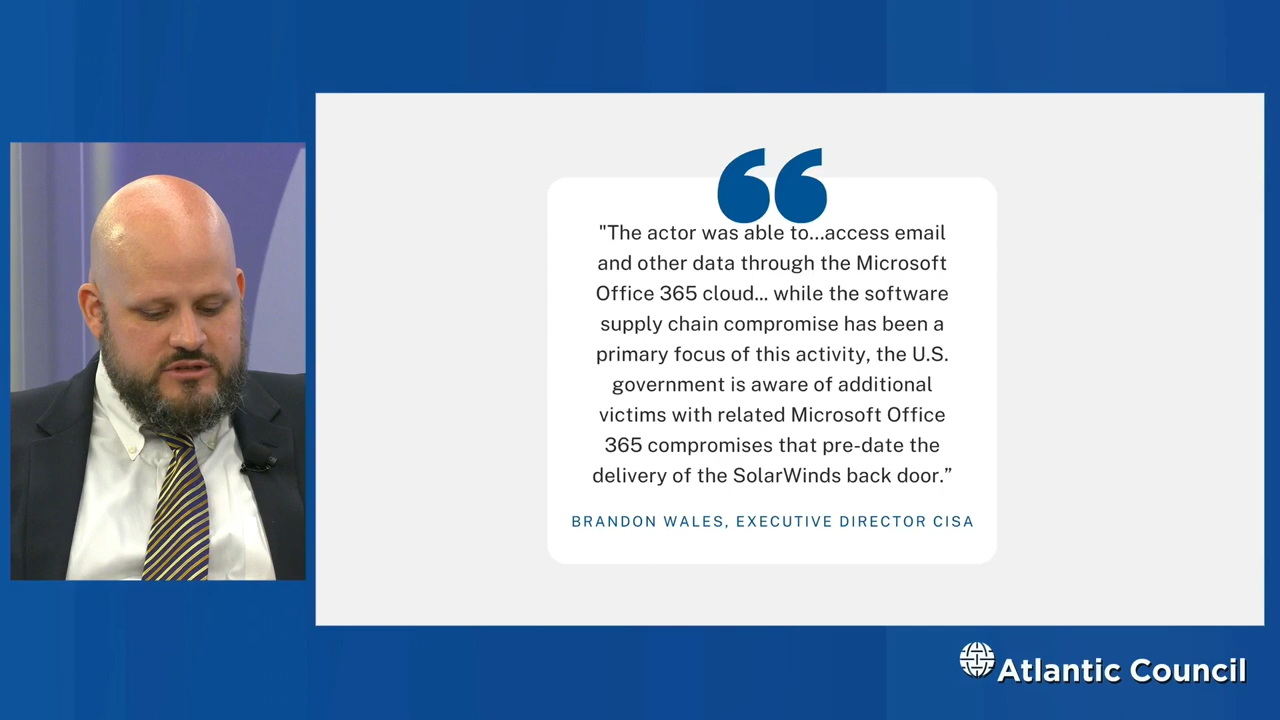 "The actor was able to...access email
and other data through the Microsoft
Office 365 cloud... while the software
supply chain compromise has been a
primary focus of this activity, the U.S.
government is aware of additional
victims with related Microsoft Office
365 compromises that pre-date the
delivery of the SolarWinds back door.”
BRANDON WALES, EXECUTIVE DIRECTOR CISA
Atlantic Council